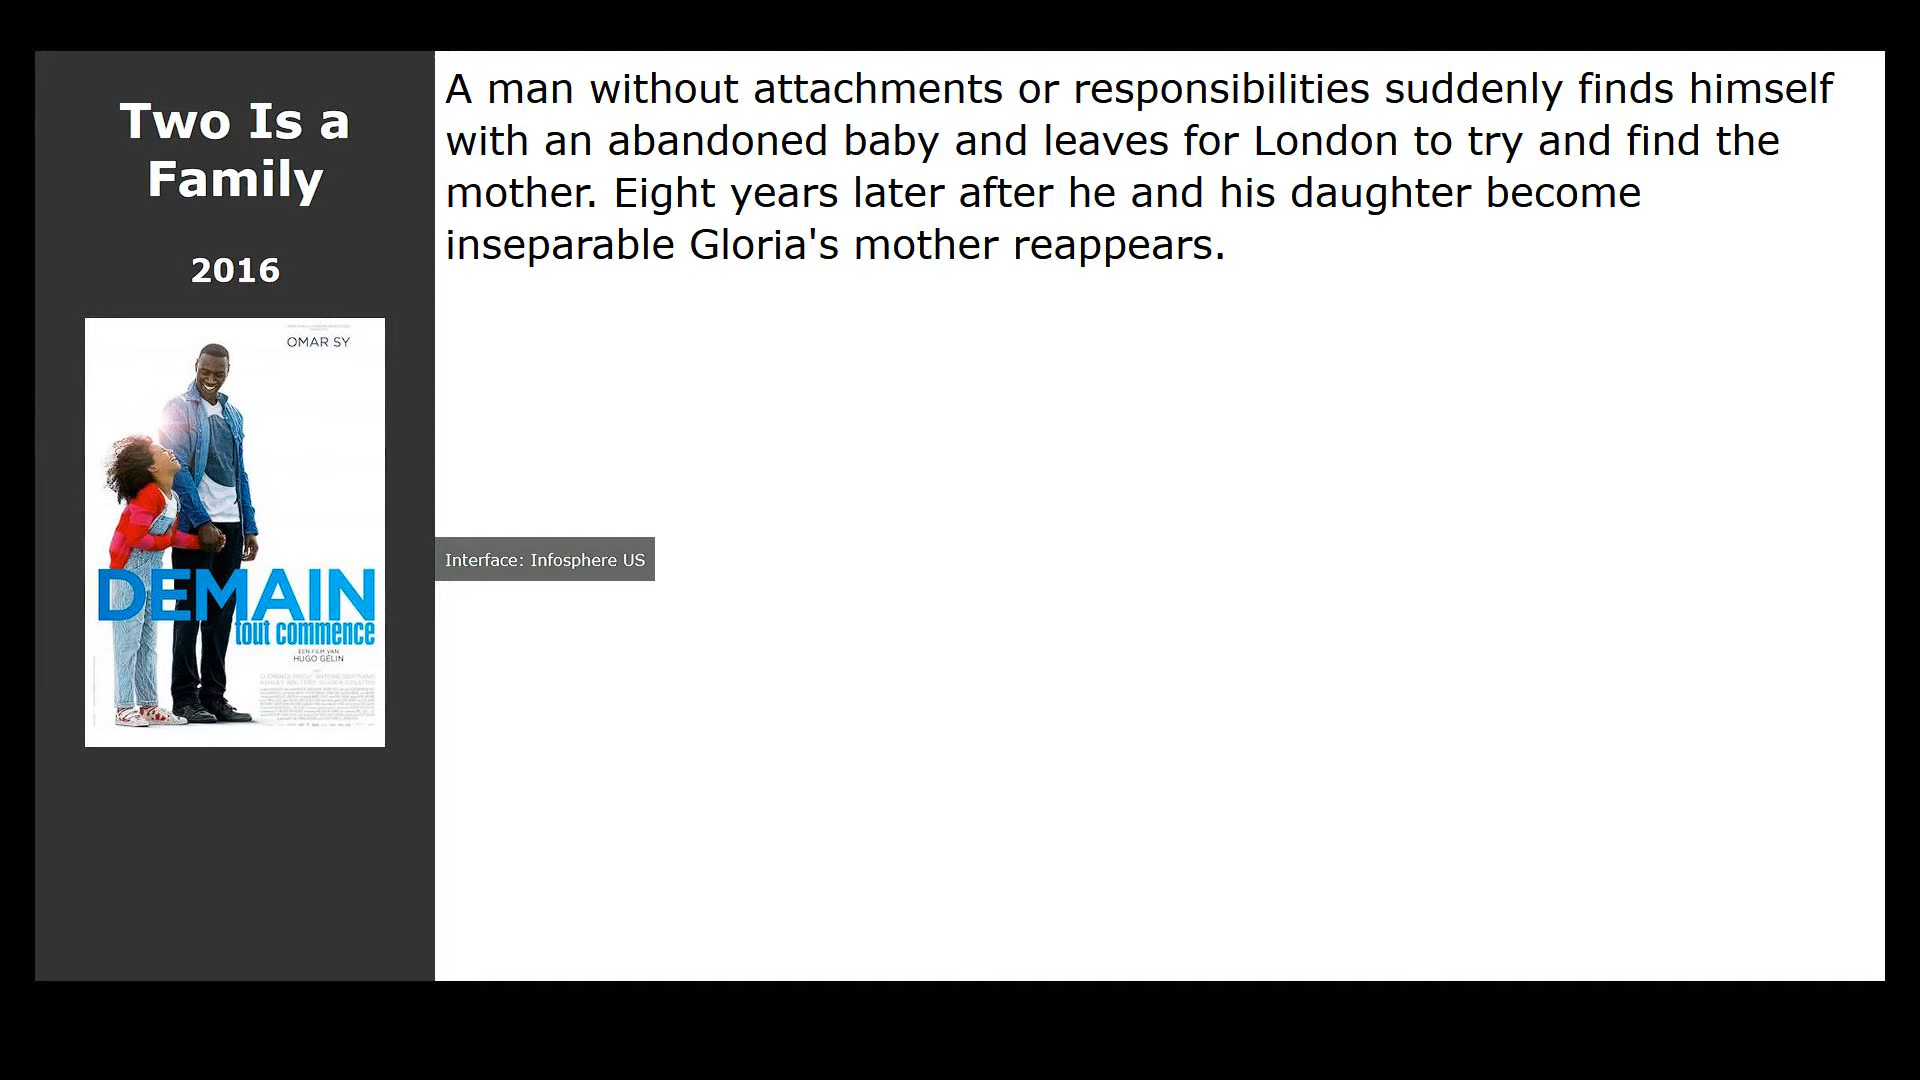 Two Is a
Family
2016
OMAR SY
DEMAIN
tout commence
EEN FILM VAN
HUGO GÉLIN
A man without attachments or responsibilities suddenly finds himself
with an abandoned baby and leaves for London to try and find the
mother. Eight years later after he and his daughter become
inseparable Gloria's mother reappears.
Interface: Infosphere US